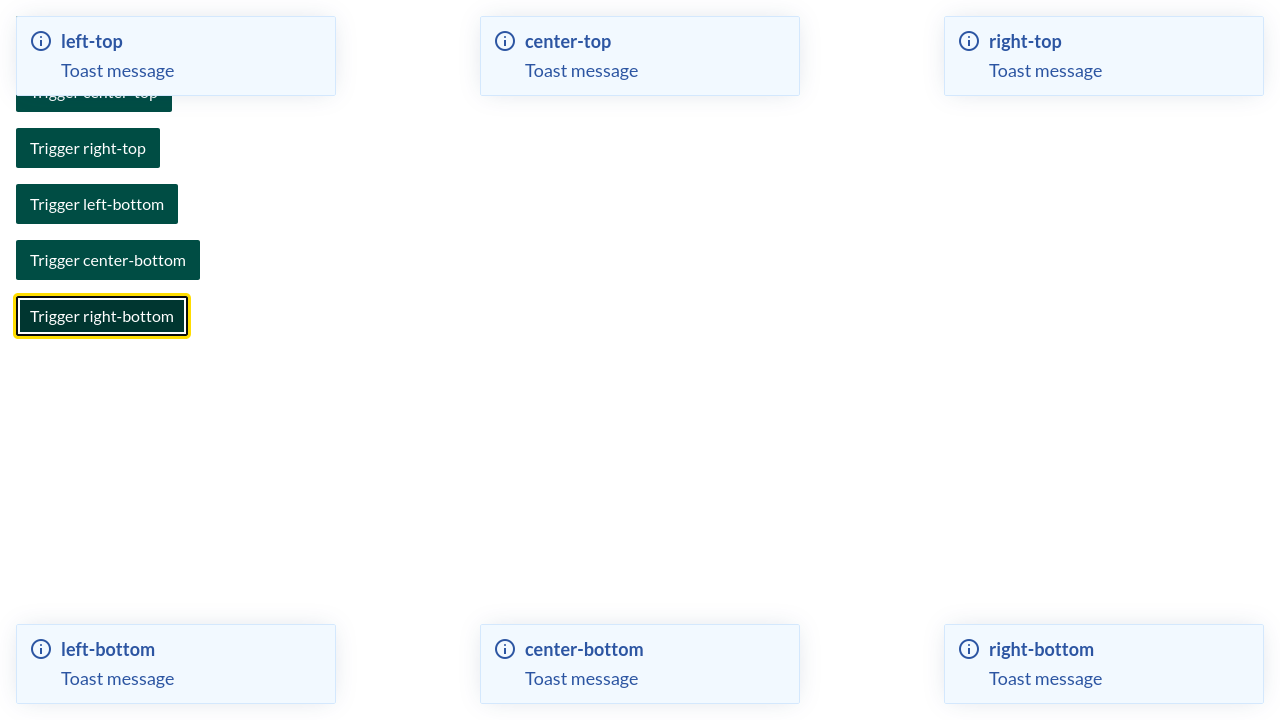 left-top
Toast message
center-top
Toast message
right-top
Toast message
Trigger center-top
Trigger right-top
Trigger left-bottom
Trigger center-bottom
Trigger right-bottom
left-bottom
Toast message
center-bottom
Toast message
right-bottom
Toast message